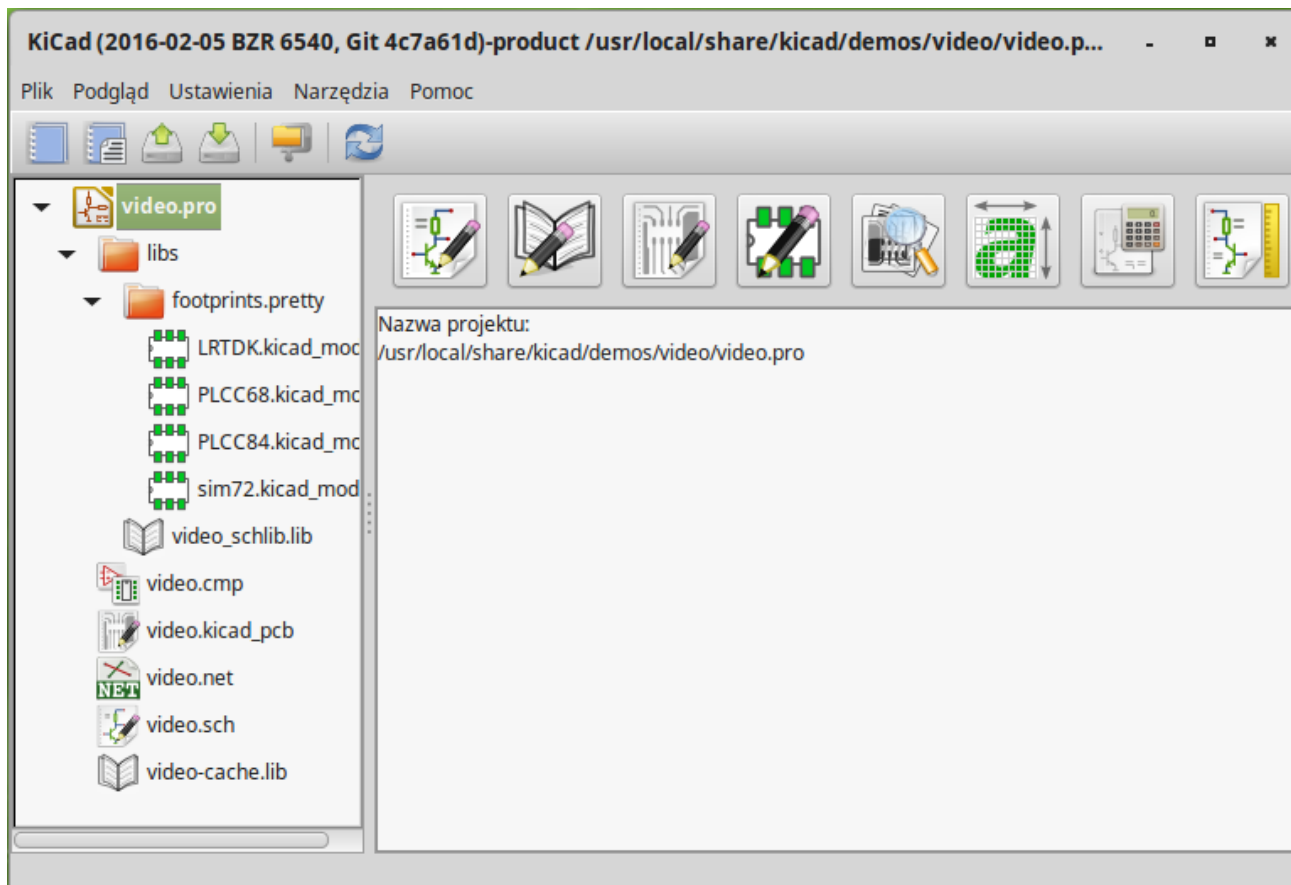 KiCad (2016-02-05 BZR 6540, Git 4c7a61d)-product /usr/local/share/kicad/demos/video/video.p...
Plik Podgląd Ustawienia Narzędzia Pomoc
video.pro
libs
footprints.pretty
LRTDK.kicad_mod
PLCC68.kicad_mc
PLCC84.kicad_mc
sim72.kicad_mod
video_schlib.lib
video.cmp
video.kicad_pcb
NET video.net
video.sch
video-cache.lib
a
Nazwa projektu:
/usr/local/share/kicad/demos/video/video.pro